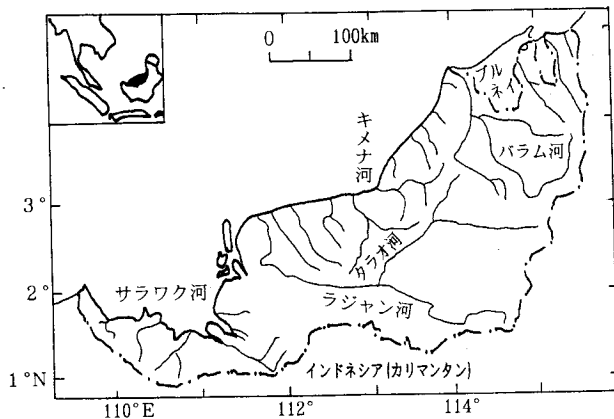 0 100km
ブルネイ
キメナ河
バラム河
3°
タラオ河
サラワク河
2°
ラジャン河
インドネシア(カリマンタン)
1°N
110°E 112° 114°